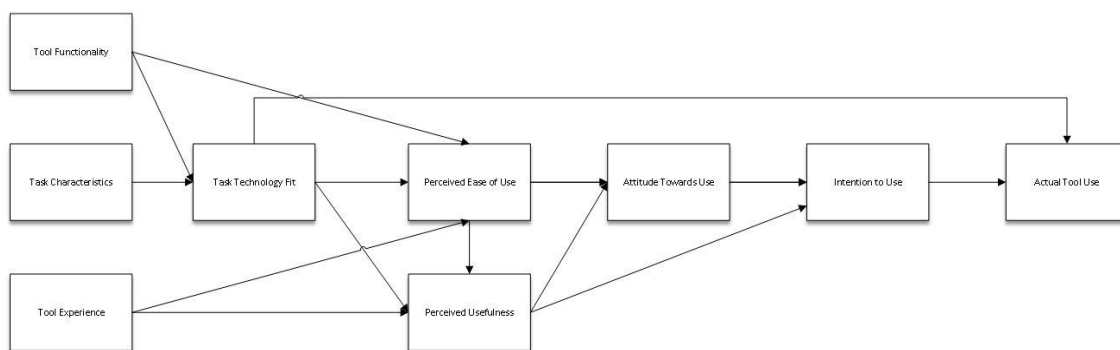 Tool Functionality
Task Characteristics
Task Technology Fit
Perceived Ease of Use
Attitude Towards Use
Intention to Use
Actual Tool Use
Tool Experience
Perceived Usefulness